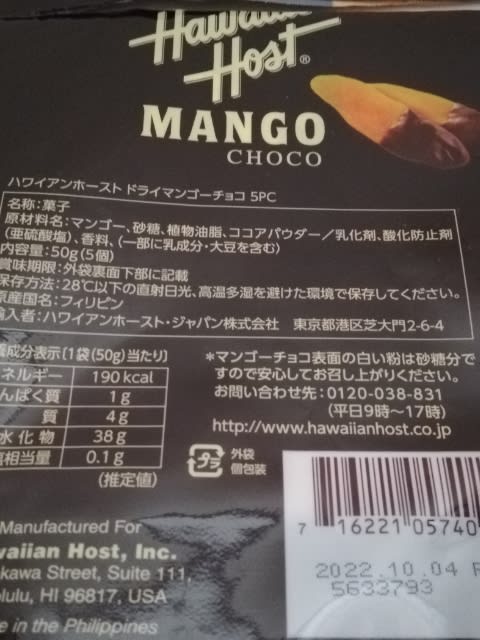 Hawaiian
Host®
MANGO
CHOCO
ハワイアンホースト ドライマンゴーチョコ 5PC
名称:菓子
原材料名:マンゴー、砂糖、植物油脂、ココアパウダー/乳化剤、酸化防止剤
(亜硫酸塩)、香料、(一部に乳成分・大豆を含む)
内容量:50g(5個)
賞味期限:外袋裏面下部に記載
保存方法:28℃以下の直射日光、高温多湿を避けた環境で保存してください。
原産国名:フィリピン
輸入者:ハワイアンホースト・ジャパン株式会社 東京都港区芝大門2-6-4
成分表示[1袋(50g)当たり]
ネルギー 190kcal
んぱく質 1g
質 4g
水化物 38g
相当量 0.1g
(推定値)
*マンゴーチョコ表面の白い粉は砂糖分で
すので安心してお召し上がりください。
お問い合わせ先:0120-038-831
(平日9時〜17時)
http://www.hawaiianhost.co.jp
プラ
外袋
個包装
7 16221 05740
2022.10.04
5633793
Manufactured For
waiian Host, Inc.
kawa Street, Suite 111,
lulu, HI 96817, USA
e in the Philippines